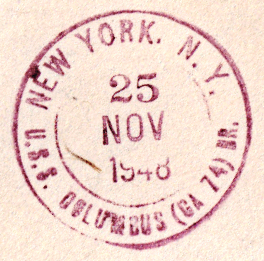 NEW YORK, N.Y.
25
NOV
1948
U.S.S. COLUMBUS (CA 74) BR.